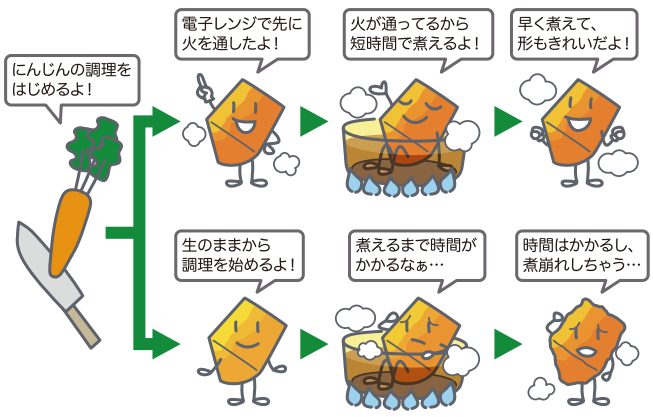 にんじんの調理を
はじめるよ！
電子レンジで先に
火を通したよ！
火が通ってるから
短時間で煮えるよ！
早く煮えて、
形もきれいだよ！
生のままから
調理を始めるよ！
煮えるまで時間が
かかるなぁ…
時間はかかるし、
煮崩れしちゃう…